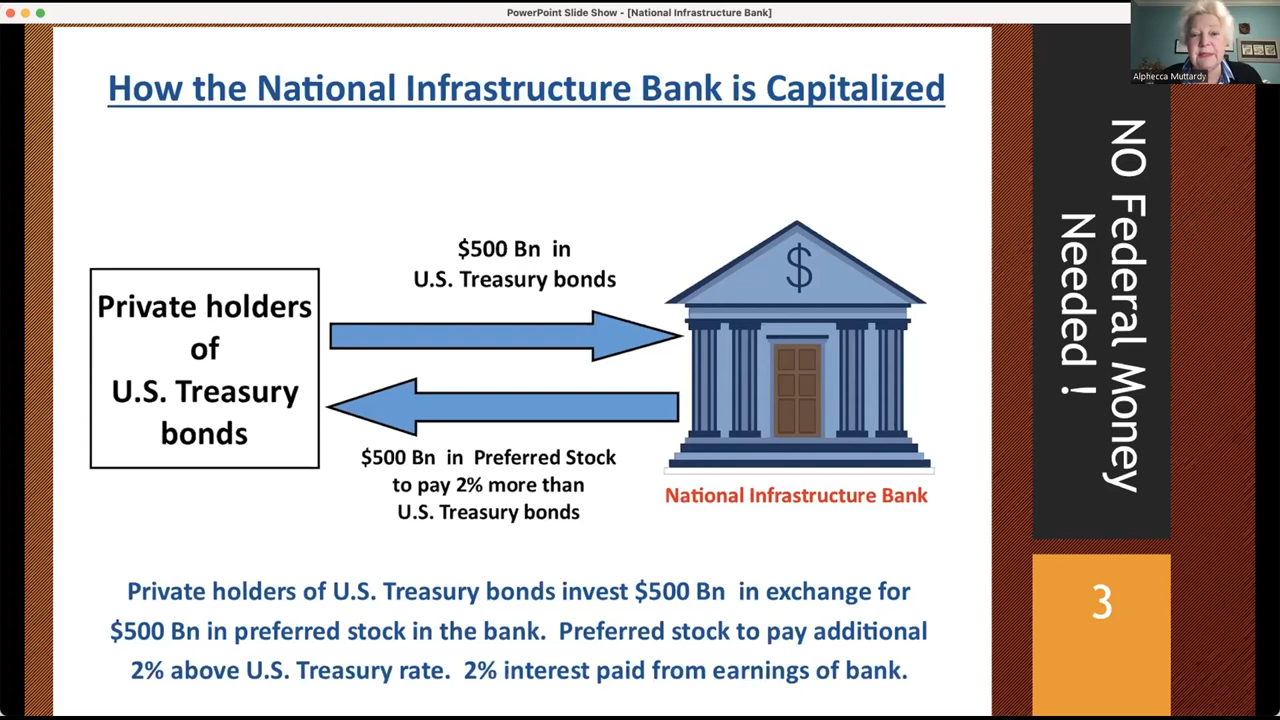 PowerPoint Slide Show - [National Infrastructure Bank]
Alphecca Muttardy
How the National Infrastructure Bank is Capitalized
$500 Bn in
U.S. Treasury bonds
Private holders
of
U.S. Treasury
bonds
$
$500 Bn in Preferred Stock
to pay 2% more than
U.S. Treasury bonds
National Infrastructure Bank
Private holders of U.S. Treasury bonds invest $500 Bn in exchange for
$500 Bn in preferred stock in the bank. Preferred stock to pay additional
2% above U.S. Treasury rate. 2% interest paid from earnings of bank.
NO Federal Money
Needed !
3